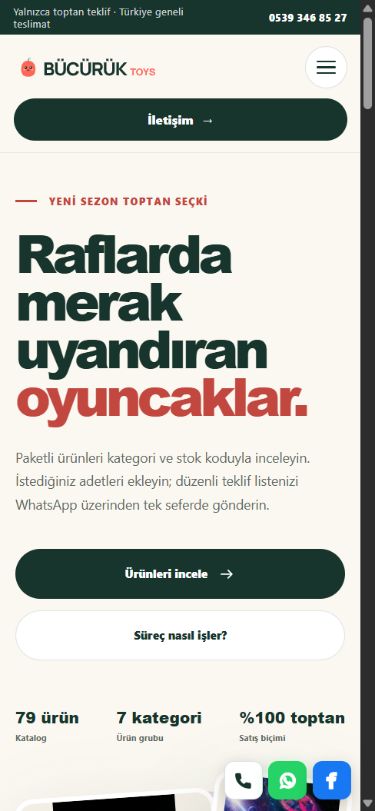 Yalnızca toptan teklif · Türkiye geneli
teslimat
0539 346 85 27
BÜCÜRÜK TOYS
İletişim →
YENİ SEZON TOPTAN SEÇKİ
Raflarda
merak
uyandıran
oyuncaklar.
Paketli ürünleri kategori ve stok koduyla inceleyin.
İstediğiniz adetleri ekleyin; düzenli teklif listenizi
WhatsApp üzerinden tek seferde gönderin.
Ürünleri incele →
Süreç nasıl işler?
79 ürün
Katalog
7 kategori
Ürün grubu
%100 toptan
Satış biçimi